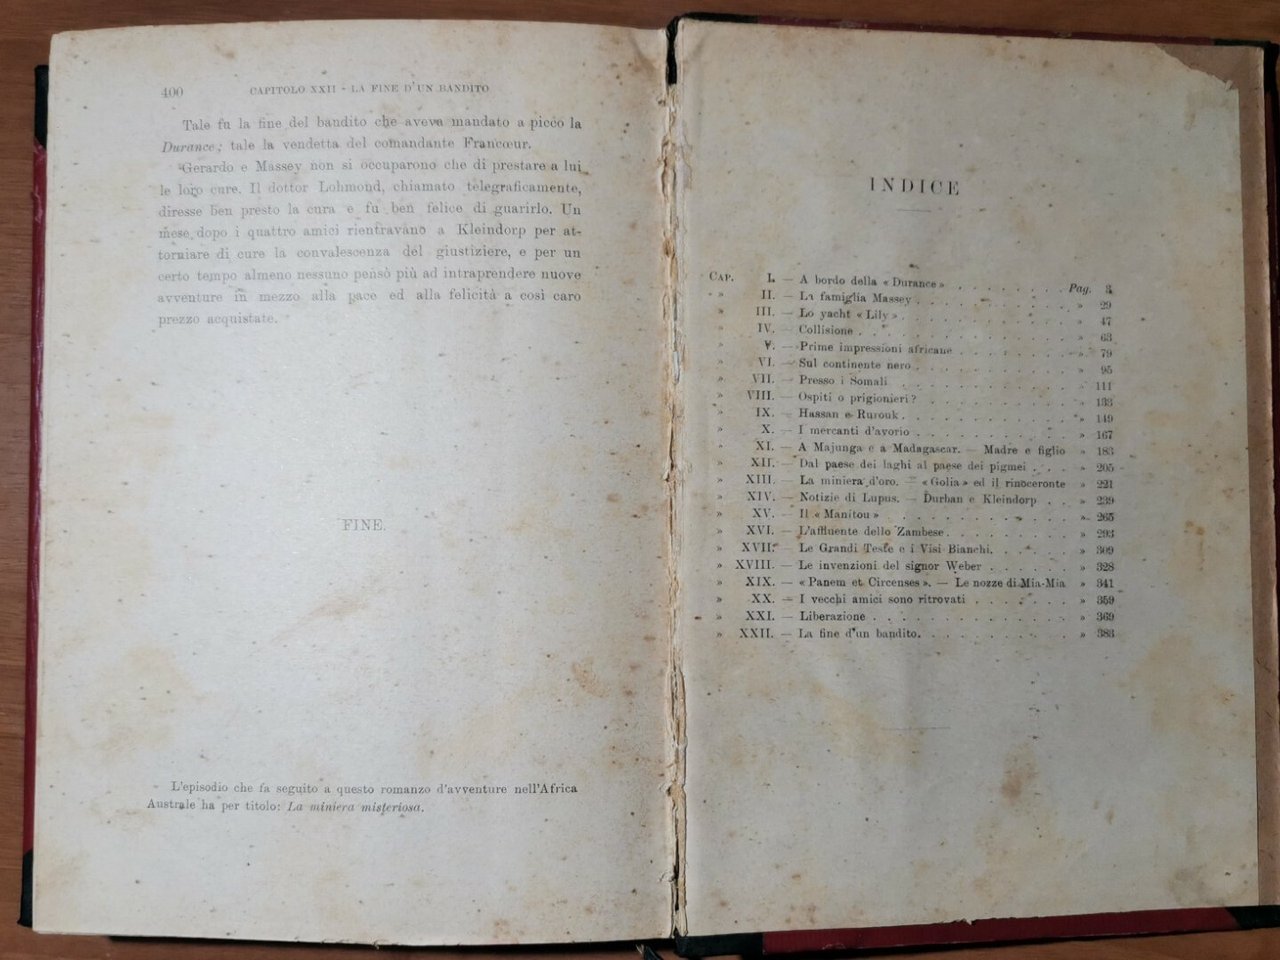 400 CAPITOLO XXII - LA FINE D'UN BANDITO
Tale fu la fine del bandito che aveva mandato a picco la
Durance; tale la vendetta del comandante Francœur.
Gerardo e Massey non si occuparono che di prestare a lui
le loro cure. Il dottor Lohmond, chiamato telegraficamente,
diresse ben presto la cura e fu ben felice di guarirlo. Un
mese dopo i quattro amici rientravano a Kleindorp per at-
torniare di cure la convalescenza del giustiziere, e per un
certo tempo almeno nessuno pensò più ad intraprendere nuove
avventure in mezzo alla pace ed alla felicità a così caro
prezzo acquistate.
FINE.
L'episodio che fa seguito a questo romanzo d'avventure nell'Africa
Australe ha per titolo: La miniera misteriosa.
INDICE
CAP. I. — A bordo della « Durance » . . . . . . . Pag. 3
» II. — La famiglia Massey . . . . . . . . . » 29
» III. — Lo yacht « Lily » . . . . . . . . . . » 47
» IV. — Collisione . . . . . . . . . . . . . » 63
» V. — Prime impressioni africane . . . . . . . » 79
» VI. — Sul continente nero . . . . . . . . . » 95
» VII. — Presso i Somali . . . . . . . . . . » 111
» VIII. — Ospiti o prigionieri? . . . . . . . . . » 133
» IX. — Hassan e Rurouk . . . . . . . . . . » 149
» X. — I mercanti d'avorio . . . . . . . . . » 167
» XI. — A Majunga e a Madagascar. — Madre e figlio » 183
» XII. — Dal paese dei laghi al paese dei pigmei . . . » 205
» XIII. — La miniera d'oro. — « Golia » ed il rinoceronte » 221
» XIV. — Notizie di Lupus. — Durban e Kleindorp . . » 239
» XV. — Il « Manitou » . . . . . . . . . . . » 265
» XVI. — L'affluente dello Zambese . . . . . . . » 293
» XVII. — Le Grandi Teste e i Visi Bianchi. . . . . . » 309
» XVIII. — Le invenzioni del signor Weber . . . . . . » 328
» XIX. — « Panem et Circenses ». — Le nozze di Mia-Mia » 341
» XX. — I vecchi amici sono ritrovati . . . . . . . » 359
» XXI. — Liberazione . . . . . . . . . . . . » 369
» XXII. — La fine d'un bandito. . . . . . . . . . » 383